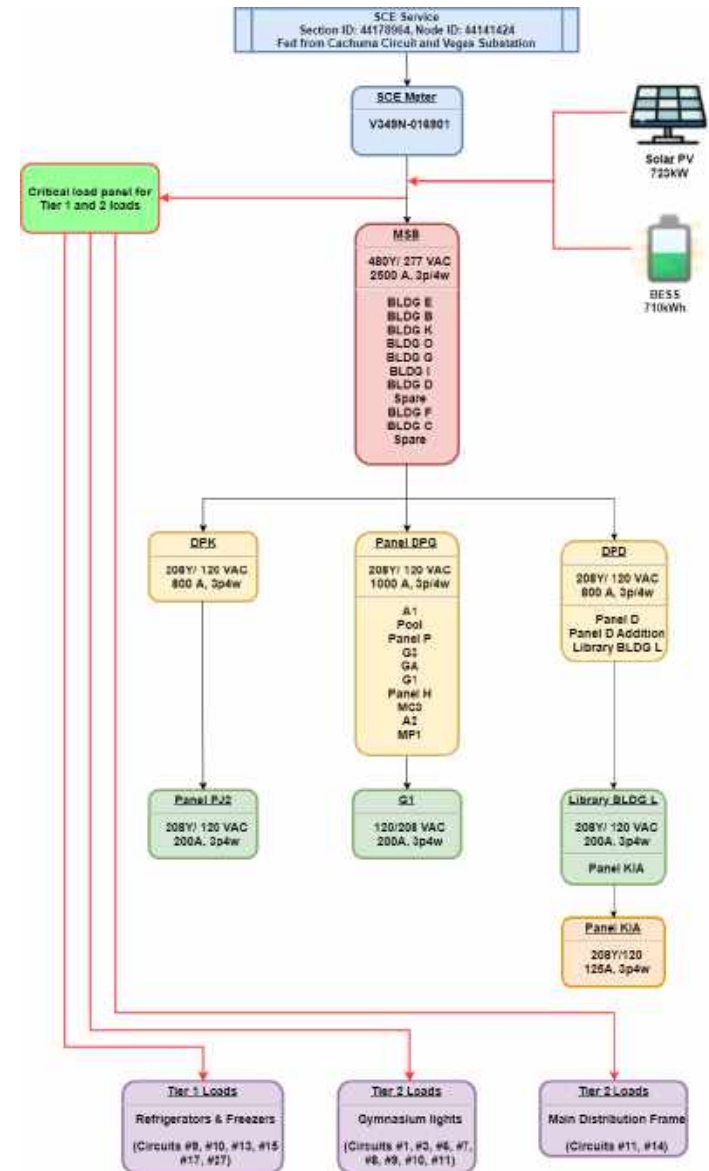 SCE Service
Section ID: 44178964, Node ID: 44141424
Fed from Cachuma Circuit and Vegas Substation
SCE Meter
V349N-016801
Solar PV
723kW
Critical load panel for
Tier 1 and 2 loads
MSB
480Y/ 277 VAC
2500 A, 3p/4w
BLDG E
BLDG B
BLDG K
BLDG O
BLDG G
BLDG I
BLDG D
Spare
BLDG F
BLDG C
Spare
BESS
710kWh
DPK
208Y/ 120 VAC
800 A, 3p4w
Panel DPG
208Y/ 120 VAC
1000 A, 3p/4w
A1
Pool
Panel P
G3
GA
G1
Panel H
MC3
A2
MP1
DPD
208Y/ 120 VAC
800 A, 3p/4w
Panel D
Panel D Addition
Library BLDG L
Panel PJ2
208Y/ 120 VAC
200A, 3p4w
G1
120/208 VAC
200A, 3p4w
Library BLDG L
208Y/ 120 VAC
200A, 3p4w
Panel KIA
Panel KIA
208Y/120
125A, 3p4w
Tier 1 Loads
Refrigerators & Freezers
(Circuits #9, #10, #13, #15
#17, #27)
Tier 2 Loads
Gymnasium lights
(Circuits #1, #3, #6, #7,
#8, #9, #10, #11)
Tier 2 Loads
Main Distribution Frame
(Circuits #11, #14)